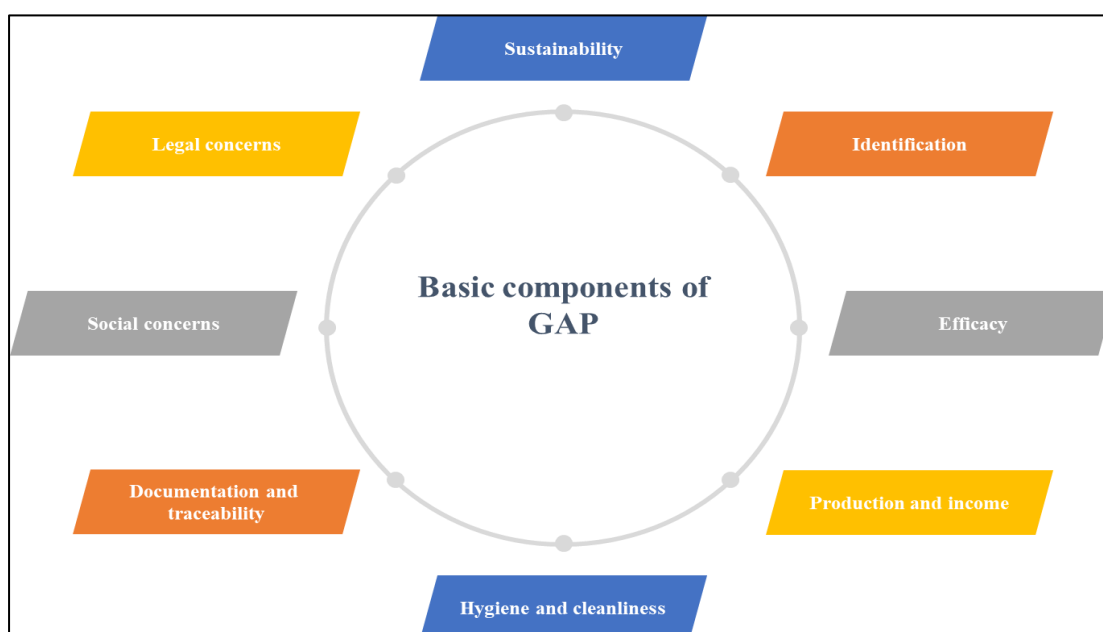 Sustainability
Legal concerns
Identification
Basic components of
GAP
Social concerns
Efficacy
Documentation and
traceability
Production and income
Hygiene and cleanliness